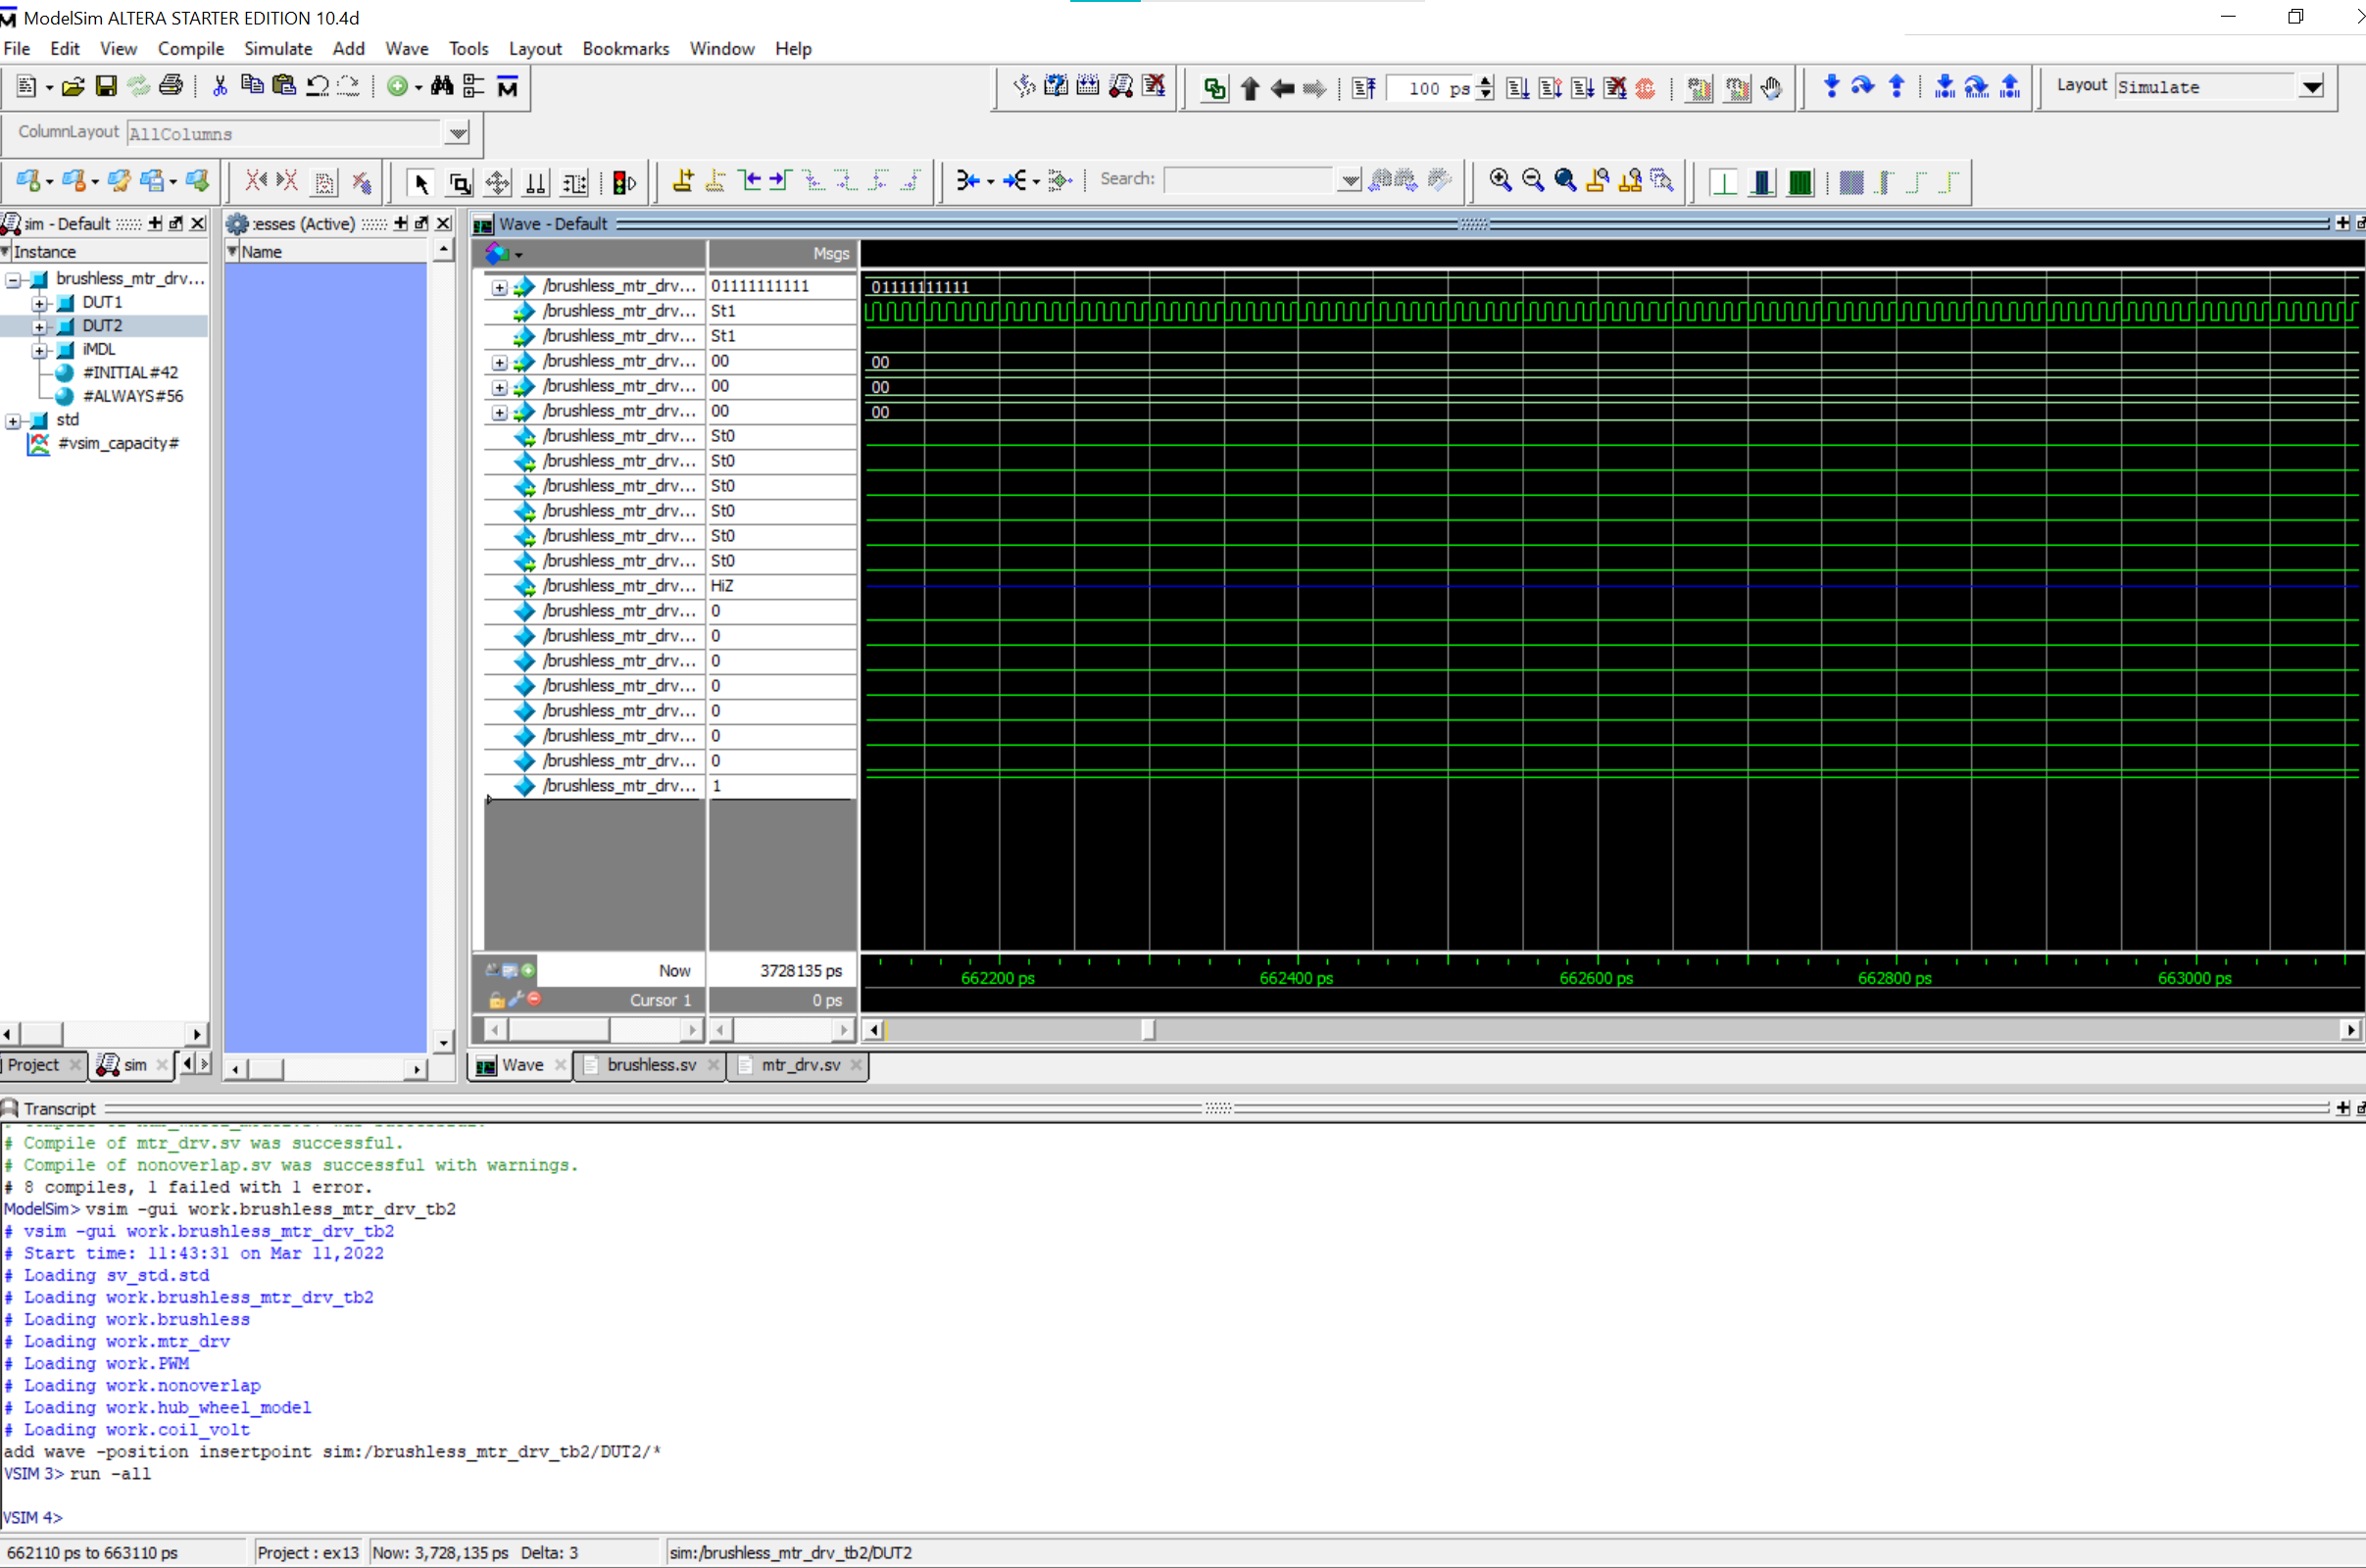 ModelSim ALTERA STARTER EDITION 10.4d
File Edit View Compile Simulate Add Wave Tools Layout Bookmarks Window Help
100 ps
Layout Simulate
ColumnLayout AllColumns
Search:
sim - Default
Instance
brushless_mtr_drv...
DUT1
DUT2
iMDL
#INITIAL#42
#ALWAYS#56
std
#vsim_capacity#
Project
sim
:esses (Active)
Name
Wave - Default
Msgs
/brushless_mtr_drv... 01111111111 01111111111
/brushless_mtr_drv... St1
/brushless_mtr_drv... St1
/brushless_mtr_drv... 00 00
/brushless_mtr_drv... 00 00
/brushless_mtr_drv... 00 00
/brushless_mtr_drv... St0
/brushless_mtr_drv... St0
/brushless_mtr_drv... St0
/brushless_mtr_drv... St0
/brushless_mtr_drv... St0
/brushless_mtr_drv... St0
/brushless_mtr_drv... HiZ
/brushless_mtr_drv... 0
/brushless_mtr_drv... 0
/brushless_mtr_drv... 0
/brushless_mtr_drv... 0
/brushless_mtr_drv... 0
/brushless_mtr_drv... 0
/brushless_mtr_drv... 0
/brushless_mtr_drv... 1
Now 3728135 ps 662200 ps 662400 ps 662600 ps 662800 ps 663000 ps
Cursor 1 0 ps
Wave brushless.sv mtr_drv.sv
Transcript
# Compile of mtr_drv.sv was successful.
# Compile of nonoverlap.sv was successful with warnings.
# 8 compiles, 1 failed with 1 error.
ModelSim> vsim -gui work.brushless_mtr_drv_tb2
# vsim -gui work.brushless_mtr_drv_tb2
# Start time: 11:43:31 on Mar 11,2022
# Loading sv_std.std
# Loading work.brushless_mtr_drv_tb2
# Loading work.brushless
# Loading work.mtr_drv
# Loading work.PWM
# Loading work.nonoverlap
# Loading work.hub_wheel_model
# Loading work.coil_volt
add wave -position insertpoint sim:/brushless_mtr_drv_tb2/DUT2/*
VSIM 3> run -all
VSIM 4>
662110 ps to 663110 ps Project : ex13 Now: 3,728,135 ps Delta: 3 sim:/brushless_mtr_drv_tb2/DUT2